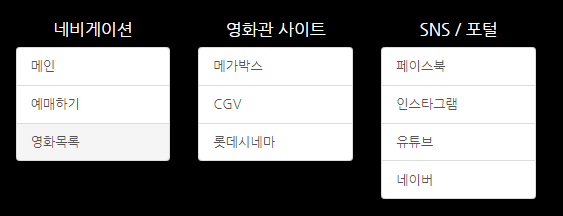 네비게이션
메인
예매하기
영화목록
영화관 사이트
메가박스
CGV
롯데시네마
SNS / 포털
페이스북
인스타그램
유튜브
네이버